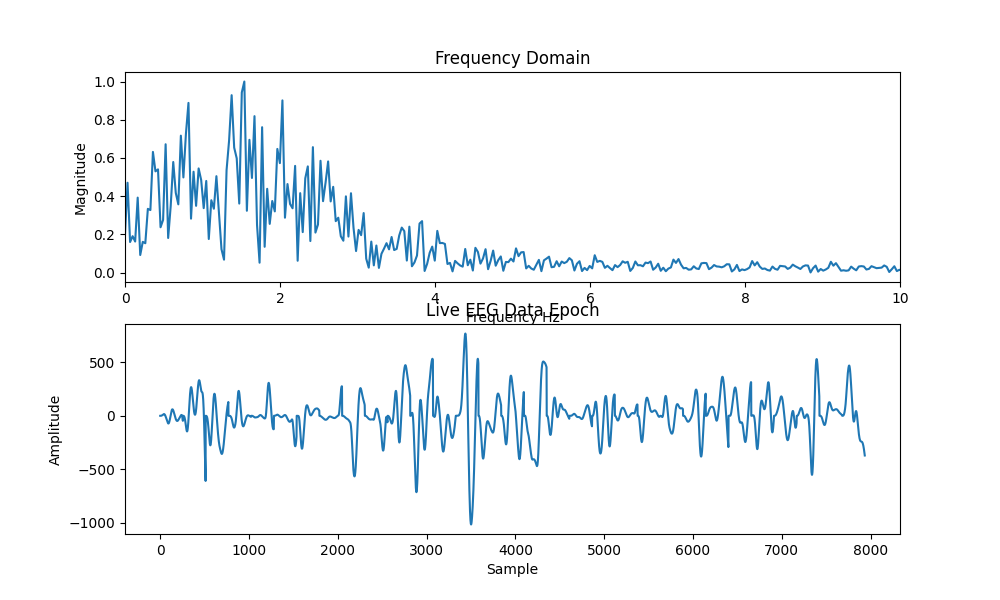 Frequency Domain
1.0
0.8
0.6
0.4
0.2
0.0
Magnitude
0 2 4 6 8 10
Frequency Hz
Live EEG Data Epoch
500
0
−500
−1000
Amplitude
0 1000 2000 3000 4000 5000 6000 7000 8000
Sample